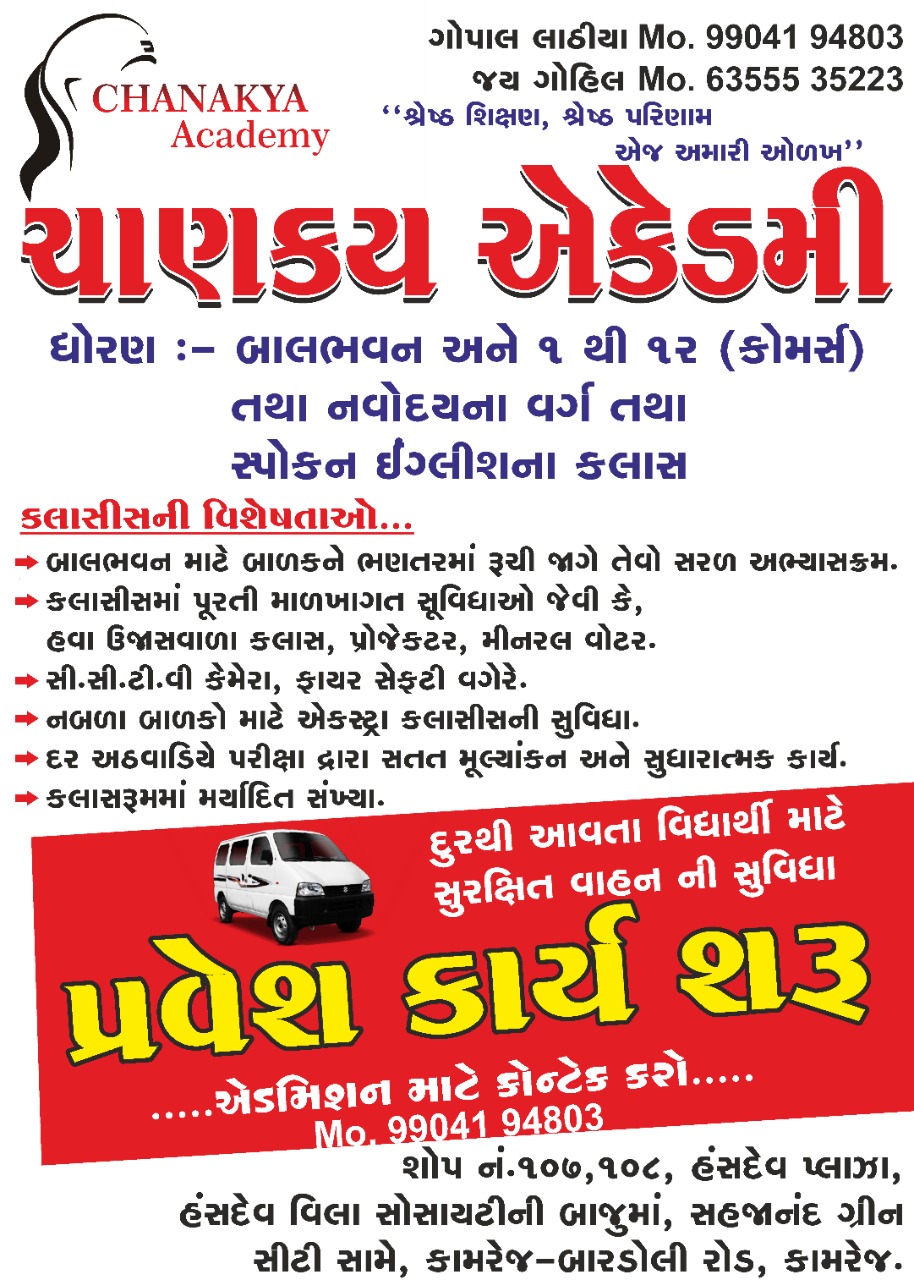 CHANAKYA
Academy
ગોપાલ લાઠીયા Mo. 99041 94803
જય ગોહિલ Mo. 63555 35223
‘‘શ્રેષ્ઠ શિક્ષણ, શ્રેષ્ઠ પરિણામ
એજ અમારી ઓળખ’’
ચાણકય એકેડમી
ધોરણ :- બાલભવન અને ૧ થી ૧૨ (કોમર્સ)
તથા નવોદયના વર્ગ તથા
સ્પોકન ઈંગ્લીશના કલાસ
કલાસીસની વિશેષતાઓ...
➔ બાલભવન માટે બાળકને ભણતરમાં રૂચી જાગે તેવો સરળ અભ્યાસક્રમ.
➔ કલાસીસમાં પૂરતી માળખાગત સૂવિધાઓ જેવી કે,
હવા ઉજાસવાળા કલાસ, પ્રોજેકટર, મીનરલ વોટર.
➔ સી.સી.ટી.વી કેમેરા, ફાયર સેફટી વગેરે.
➔ નબળા બાળકો માટે એકસ્ટ્રા કલાસીસની સુવિધા.
➔ દર અઠવાડિયે પરીક્ષા દ્વારા સતત મૂલ્યાંકન અને સુધારાત્મક કાર્ય.
➔ કલાસરૂમમાં મર્યાદિત સંખ્યા.
દુરથી આવતા વિદ્યાર્થી માટે
સુરક્ષિત વાહન ની સુવિધા
પ્રવેશ કાર્ય શરૂ
.....એડમિશન માટે કોન્ટેક કરો.....
Mo. 99041 94803
શોપ નં.૧૦૭,૧૦૮, હંસદેવ પ્લાઝા,
હંસદેવ વિલા સોસાયટીની બાજુમાં, સહજાનંદ ગ્રીન
સીટી સામે, કામરેજ-બારડોલી રોડ, કામરેજ.